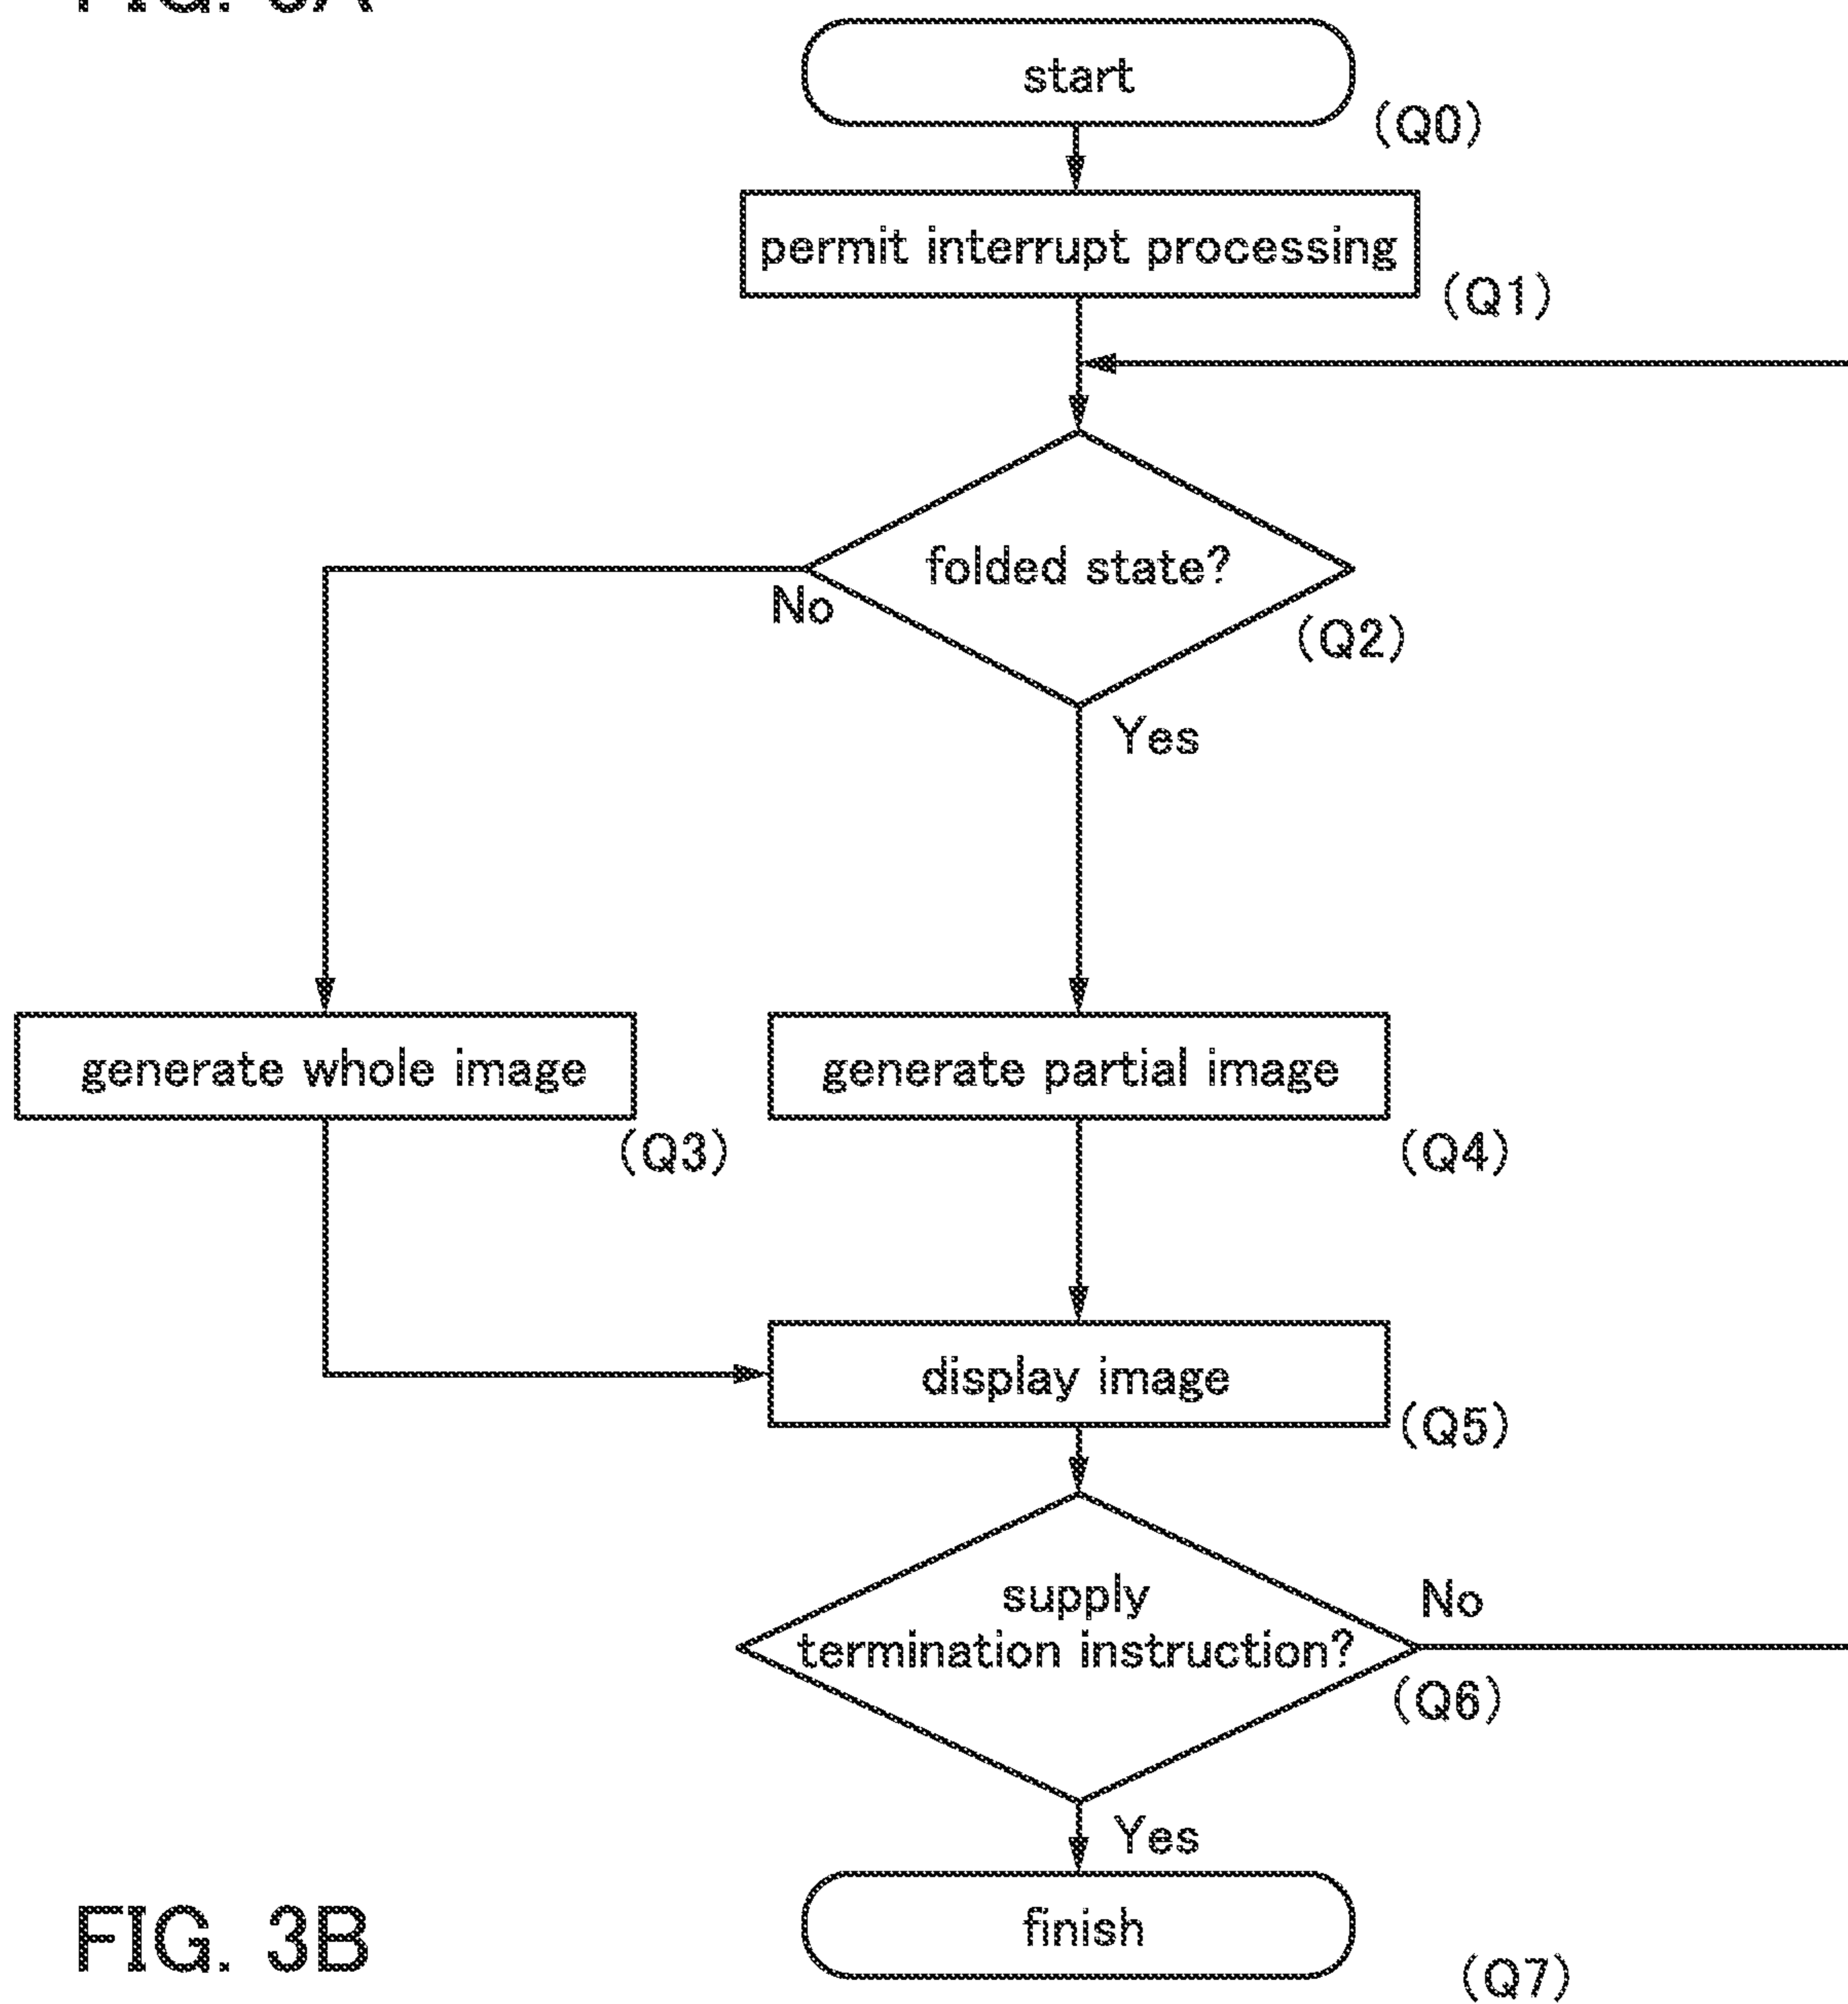 start
(Q0)
permit interrupt processing
(Q1)
folded state?
No
(Q2)
Yes
generate whole image
(Q3)
generate partial image
(Q4)
display image
(Q5)
supply
termination instruction?
No
(Q6)
Yes
finish
FIG. 3B
(Q7)